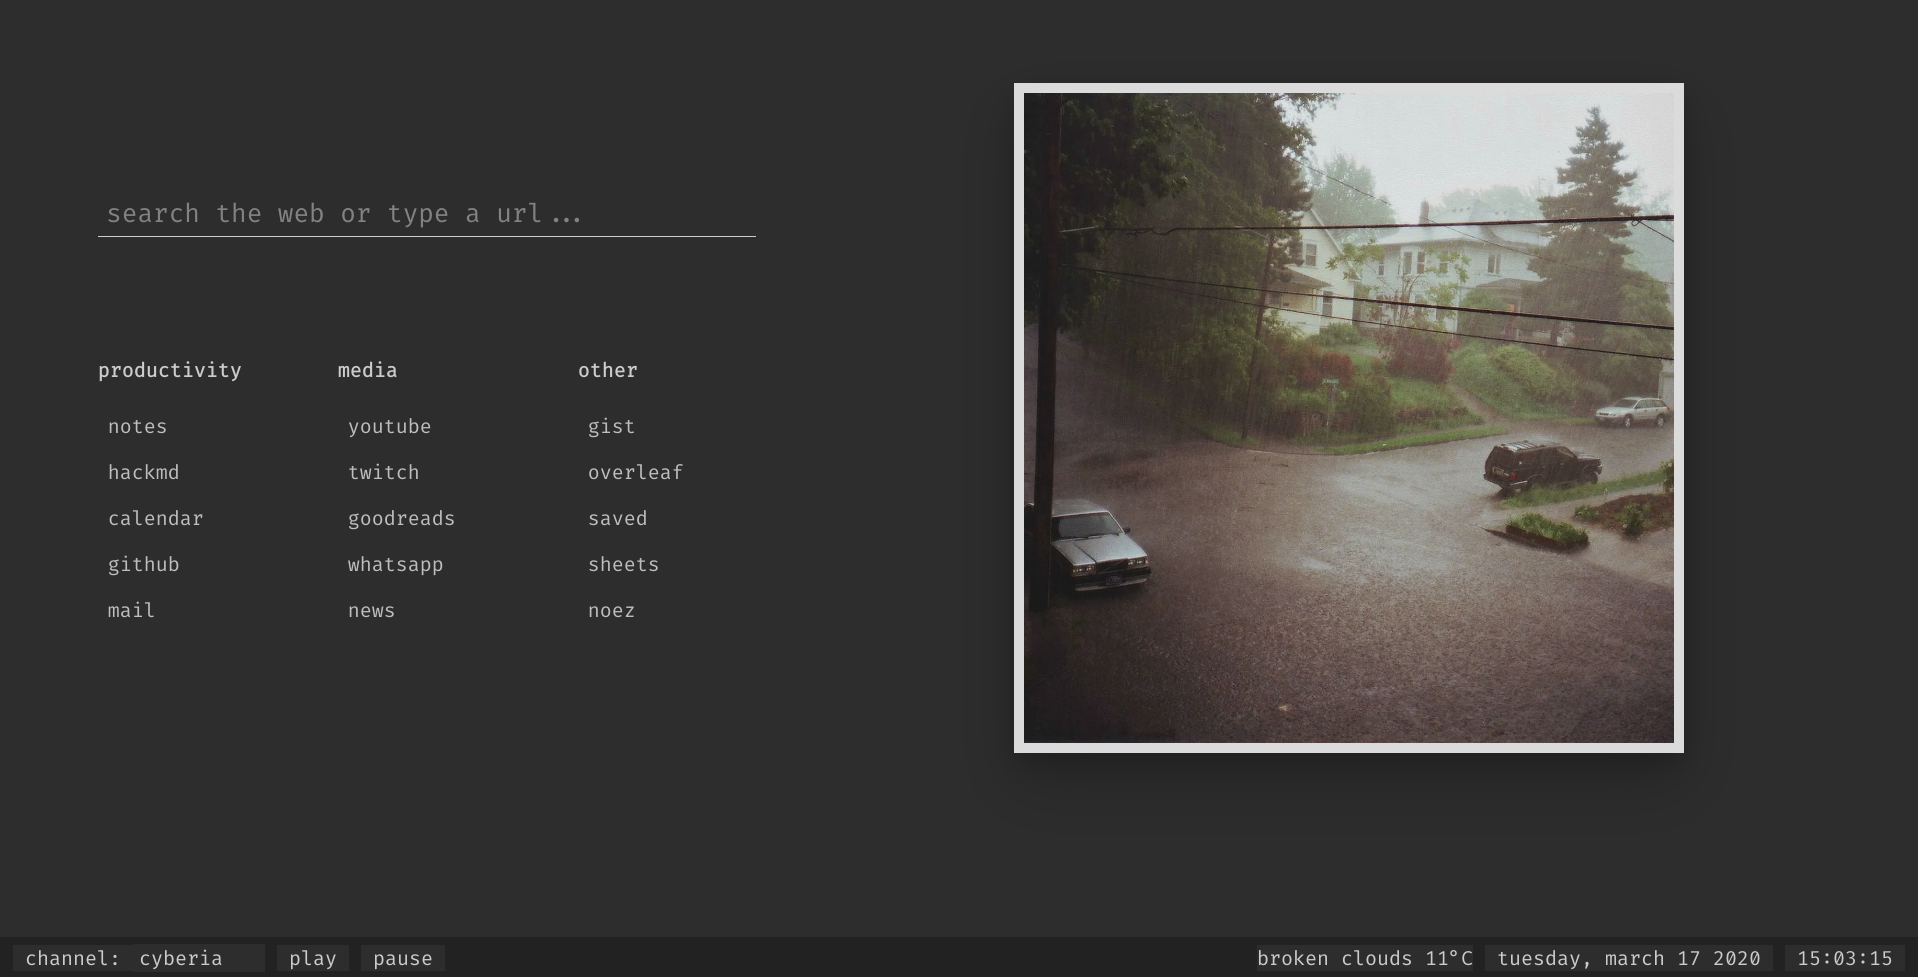 search the web or type a url...
productivity
notes
hackmd
calendar
github
mail
media
youtube
twitch
goodreads
whatsapp
news
other
gist
overleaf
saved
sheets
noez
channel: cyberia play pause broken clouds 11°C tuesday, march 17 2020 15:03:15